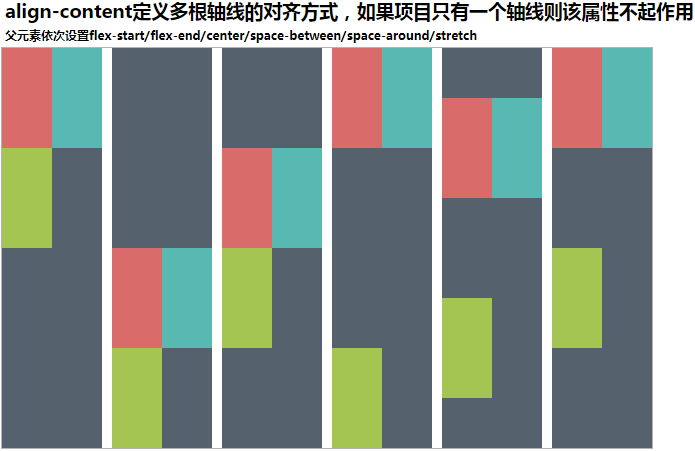 align-content定义多根轴线的对齐方式，如果项目只有一个轴线则该属性不起作用
父元素依次设置flex-start/flex-end/center/space-between/space-around/stretch